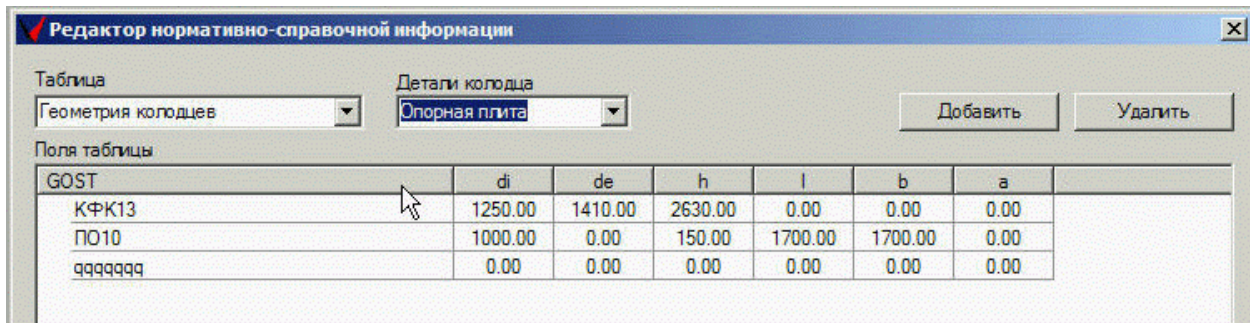 Редактор нормативно-справочной информации
Таблица Детали колодца
Геометрия колодцев Опорная плита Добавить Удалить
Поля таблицы
GOST di de h l b a
КФК13 1250.00 1410.00 2630.00 0.00 0.00 0.00
ПО10 1000.00 0.00 150.00 1700.00 1700.00 0.00
qqqqqqq 0.00 0.00 0.00 0.00 0.00 0.00